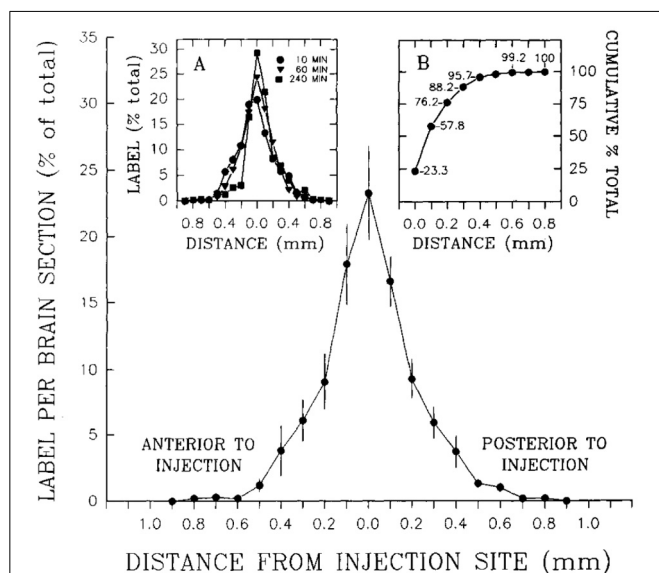 LABEL PER BRAIN SECTION (% of total)
35
30
25
20
15
10
5
0
A
LABEL (% total)
30
25
20
15
10
5
0
10 MIN
60 MIN
240 MIN
0.8 0.4 0.0 0.4 0.8
DISTANCE (mm)
B
99.2 100
95.7
88.2
76.2
57.8
23.3
100
75
50
25
0
CUMULATIVE % TOTAL
0.0 0.2 0.4 0.6 0.8
DISTANCE (mm)
ANTERIOR TO
INJECTION
POSTERIOR TO
INJECTION
1.0 0.8 0.6 0.4 0.2 0.0 0.2 0.4 0.6 0.8 1.0
DISTANCE FROM INJECTION SITE (mm)